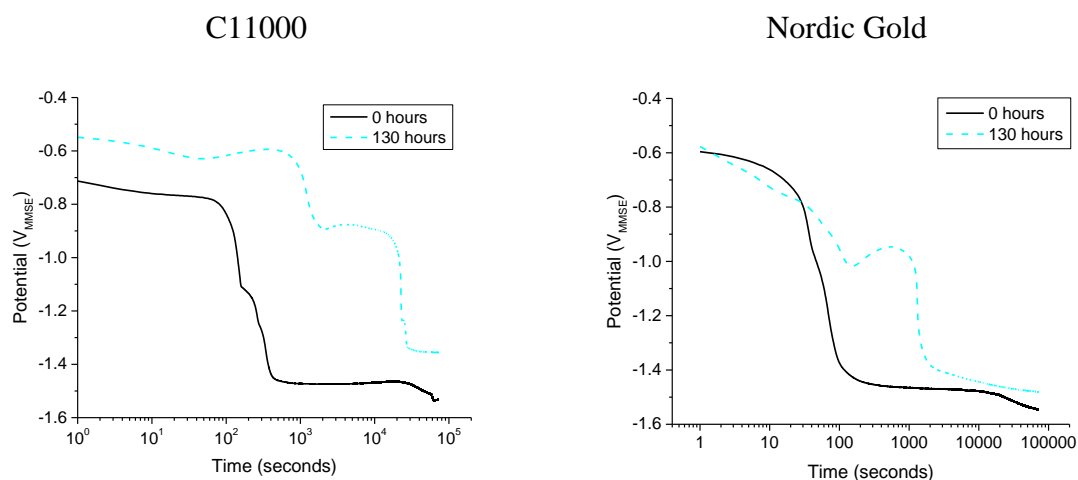 C11000
Nordic Gold
-0.4
-0.6
-0.8
-1.0
-1.2
-1.4
-1.6
Potential (V_MMSE)
0 hours
130 hours
10^0
10^1
10^2
10^3
10^4
10^5
Time (seconds)
-0.4
-0.6
-0.8
-1.0
-1.2
-1.4
-1.6
Potential (V_MMSE)
0 hours
130 hours
1
10
100
1000
10000
100000
Time (seconds)